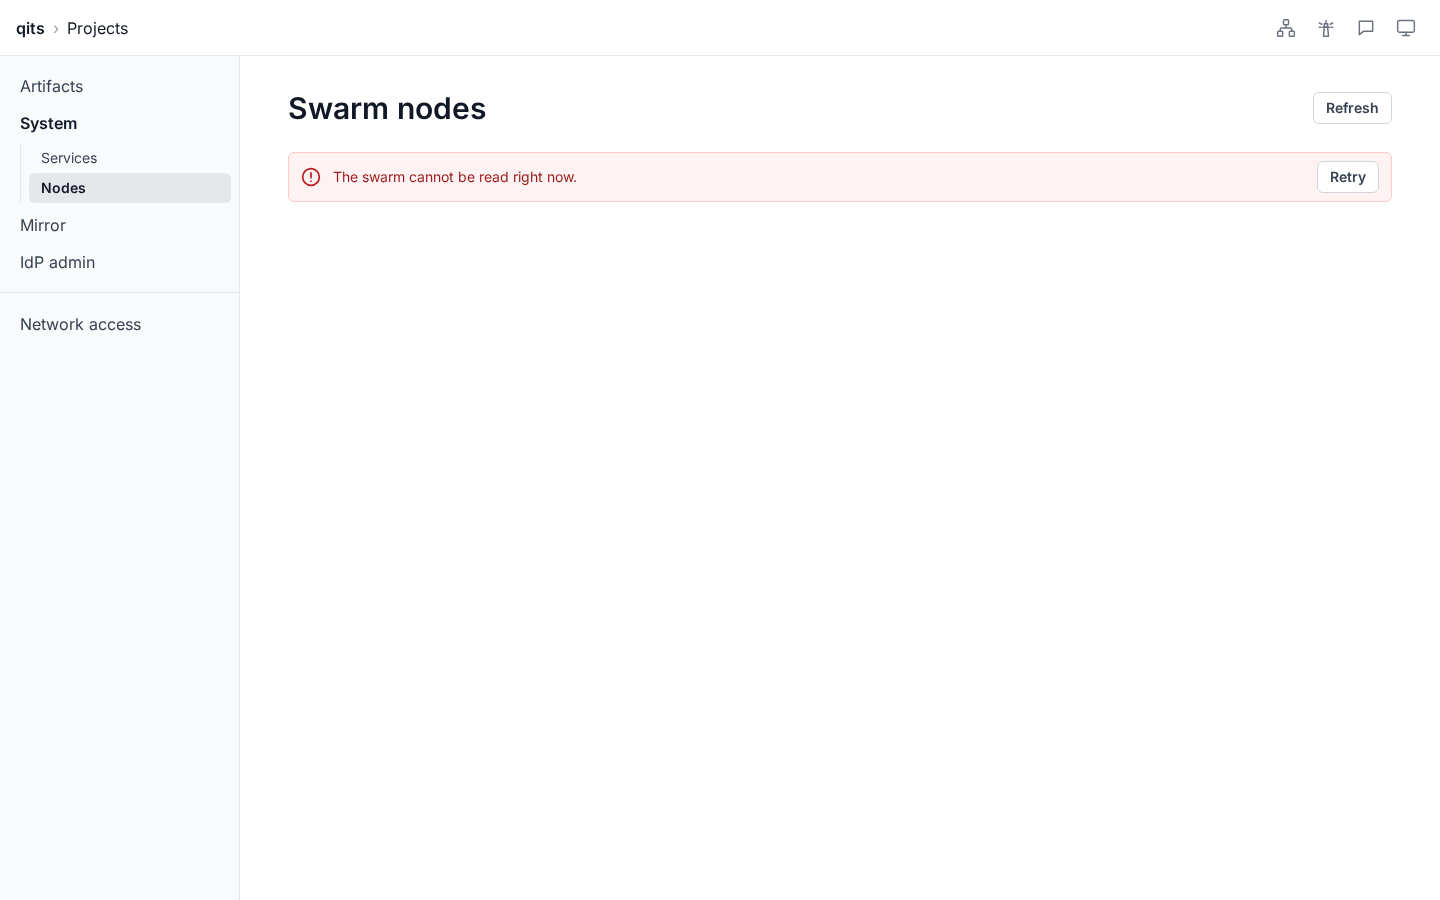 qits › Projects
Artifacts
System
Services
Nodes
Mirror
IdP admin
Network access
Swarm nodes
Refresh
The swarm cannot be read right now.
Retry